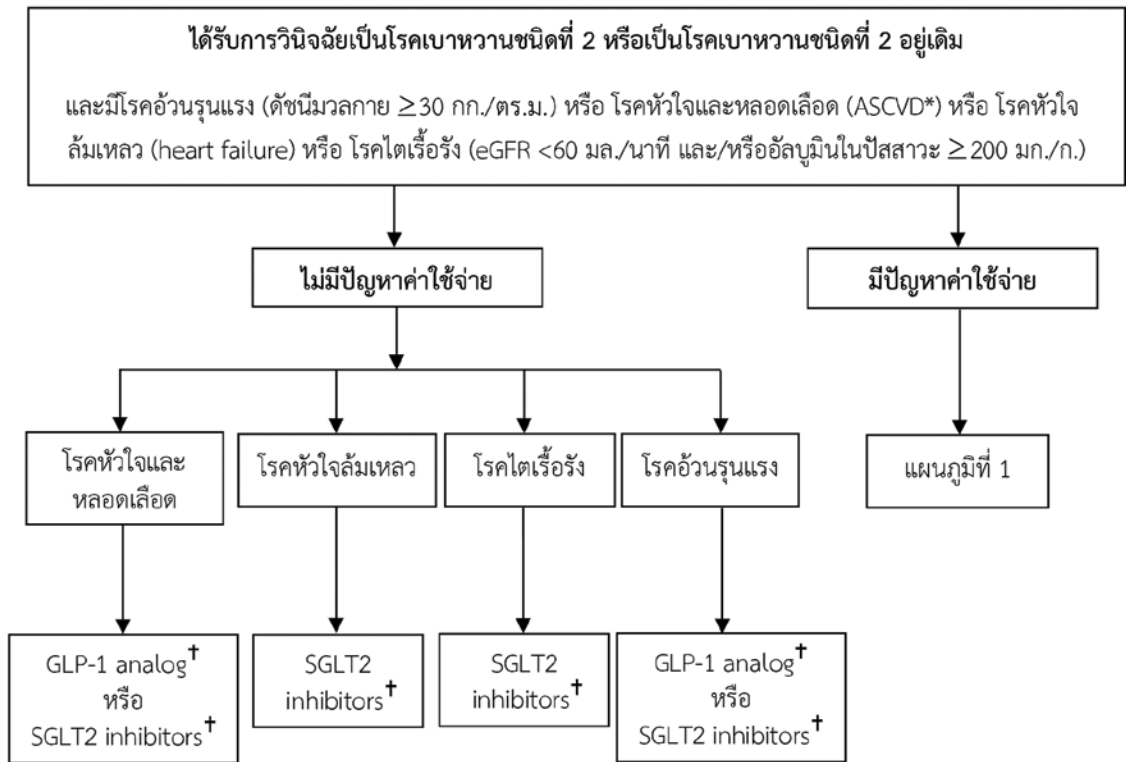 ได้รับการวินิจฉัยเป็นโรคเบาหวานชนิดที่ 2 หรือเป็นโรคเบาหวานชนิดที่ 2 อยู่เดิม
และมีโรคอ้วนรุนแรง (ดัชนีมวลกาย ≥30 กก./ตร.ม.) หรือ โรคหัวใจและหลอดเลือด (ASCVD*) หรือ โรคหัวใจ
ล้มเหลว (heart failure) หรือ โรคไตเรื้อรัง (eGFR <60 มล./นาที และ/หรืออัลบูมินในปัสสาวะ ≥200 มก./ก.)
ไม่มีปัญหาค่าใช้จ่าย
มีปัญหาค่าใช้จ่าย
โรคหัวใจและ
หลอดเลือด
โรคหัวใจล้มเหลว
โรคไตเรื้อรัง
โรคอ้วนรุนแรง
แผนภูมิที่ 1
GLP-1 analog†
หรือ
SGLT2 inhibitors†
SGLT2
inhibitors†
SGLT2
inhibitors†
GLP-1 analog†
หรือ
SGLT2 inhibitors†